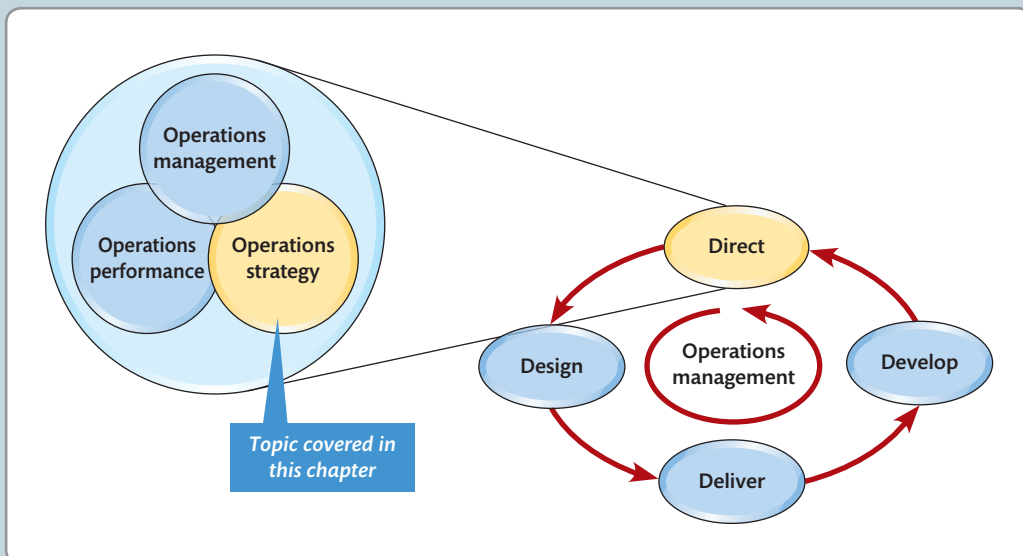 Operations
management
Operations
performance
Operations
strategy
Topic covered in
this chapter
Direct
Design
Operations
management
Develop
Deliver